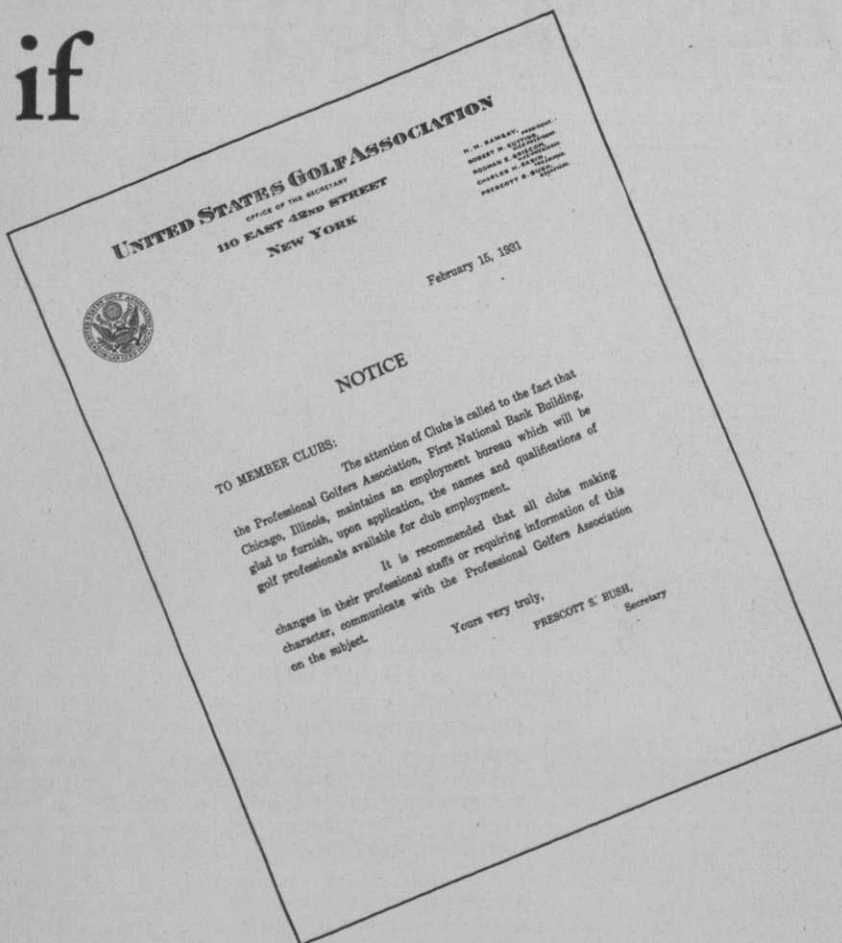 if
UNITED STATES GOLF ASSOCIATION
OFFICE OF THE SECRETARY
110 EAST 42ND STREET
NEW YORK
H. H. RAMSAY, PRESIDENT
PRESCOTT S. BUSH, SECRETARY
February 15, 1931
NOTICE
TO MEMBER CLUBS:
The attention of Clubs is called to the fact that
the Professional Golfers Association, First National Bank Building,
Chicago, Illinois, maintains an employment bureau which will be
glad to furnish, upon application, the names and qualifications of
golf professionals available for club employment.
It is recommended that all clubs making
changes in their professional staffs or requiring information of this
character, communicate with the Professional Golfers Association
on the subject.
Yours very truly,
PRESCOTT S. BUSH,
Secretary